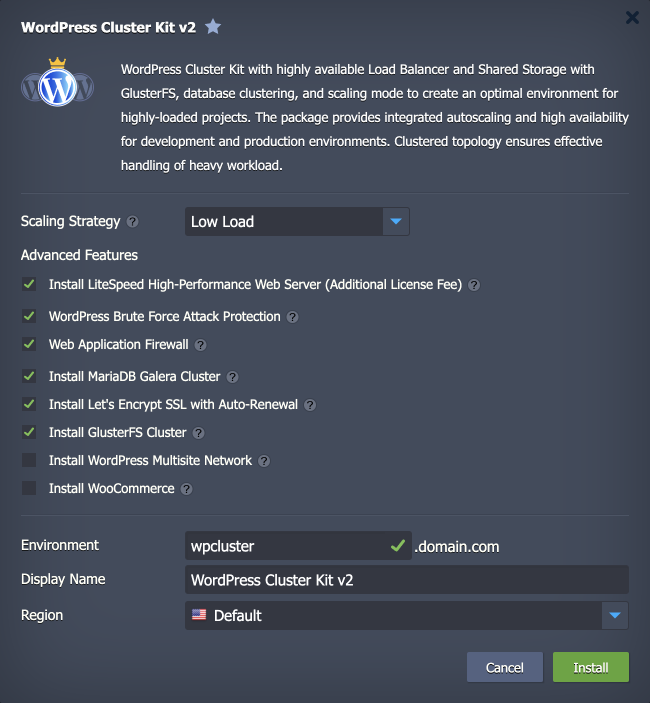 WordPress Cluster Kit v2
WordPress Cluster Kit with highly available Load Balancer and Shared Storage with
GlusterFS, database clustering, and scaling mode to create an optimal environment for
highly-loaded projects. The package provides integrated autoscaling and high availability
for development and production environments. Clustered topology ensures effective
handling of heavy workload.
Scaling Strategy ? Low Load
Advanced Features
Install LiteSpeed High-Performance Web Server (Additional License Fee) ?
WordPress Brute Force Attack Protection ?
Web Application Firewall ?
Install MariaDB Galera Cluster ?
Install Let's Encrypt SSL with Auto-Renewal ?
Install GlusterFS Cluster ?
Install WordPress Multisite Network ?
Install WooCommerce ?
Environment wpcluster .domain.com
Display Name WordPress Cluster Kit v2
Region Default
Cancel Install